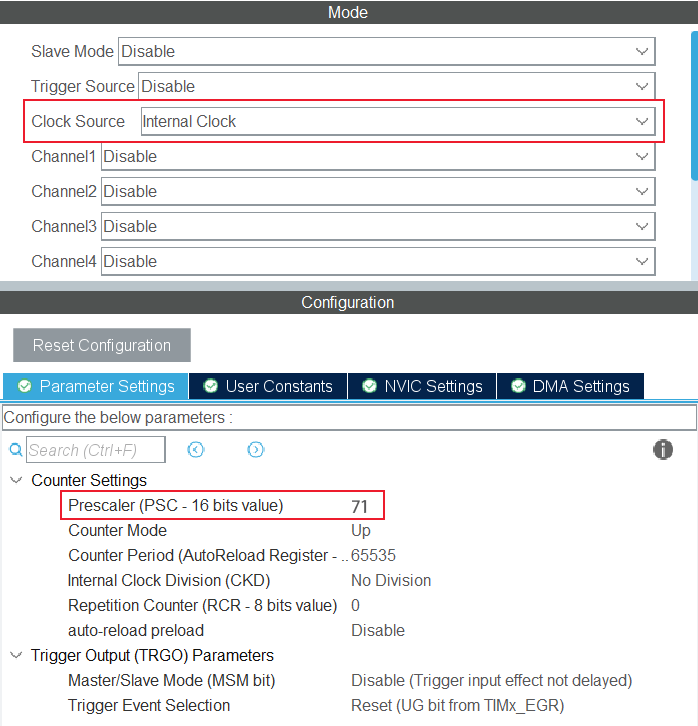 Mode
Slave Mode Disable
Trigger Source Disable
Clock Source Internal Clock
Channel1 Disable
Channel2 Disable
Channel3 Disable
Channel4 Disable
Configuration
Reset Configuration
Parameter Settings User Constants NVIC Settings DMA Settings
Configure the below parameters :
Search (Ctrl+F)
Counter Settings
Prescaler (PSC - 16 bits value) 71
Counter Mode Up
Counter Period (AutoReload Register - .. 65535
Internal Clock Division (CKD) No Division
Repetition Counter (RCR - 8 bits value) 0
auto-reload preload Disable
Trigger Output (TRGO) Parameters
Master/Slave Mode (MSM bit) Disable (Trigger input effect not delayed)
Trigger Event Selection Reset (UG bit from TIMx_EGR)